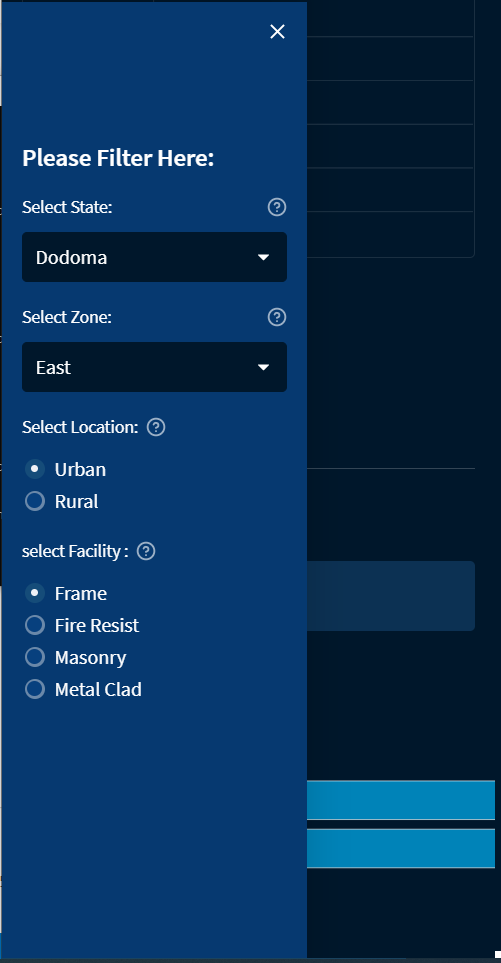 Please Filter Here:
Select State:
Dodoma
Select Zone:
East
Select Location:
Urban
Rural
select Facility :
Frame
Fire Resist
Masonry
Metal Clad